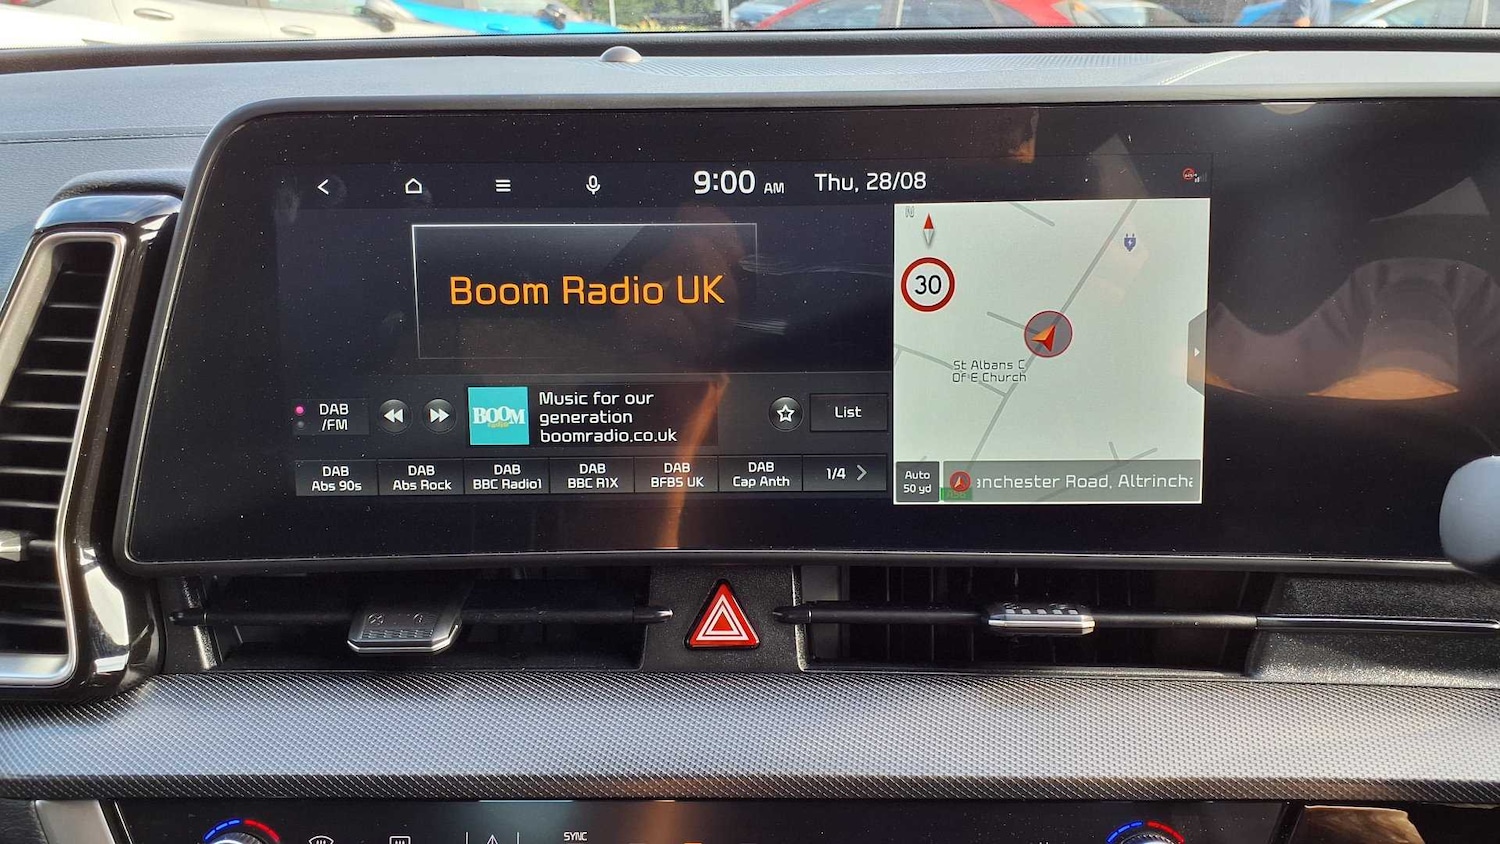 9:00 AM Thu, 28/08
Boom Radio UK
N
30
St Albans C
Of E Church
DAB
/FM
BOOM
radio
Music for our
generation
boomradio.co.uk
List
DAB
Abs 90s
DAB
Abs Rock
DAB
BBC Radio1
DAB
BBC R1X
DAB
BFBS UK
DAB
Cap Anth
1/4
Auto
50 yd
anchester Road, Altrincha
SYNC